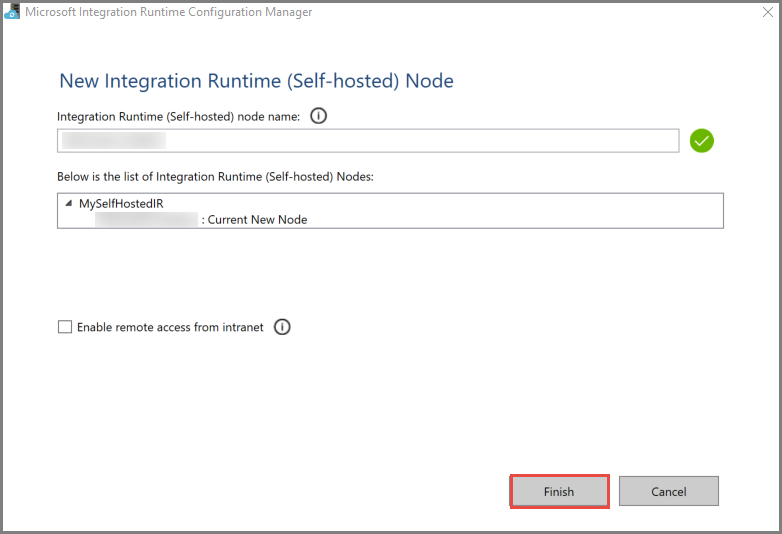 Microsoft Integration Runtime Configuration Manager
New Integration Runtime (Self-hosted) Node
Integration Runtime (Self-hosted) node name:
Below is the list of Integration Runtime (Self-hosted) Nodes:
MySelfHostedIR
: Current New Node
Enable remote access from intranet
Finish Cancel